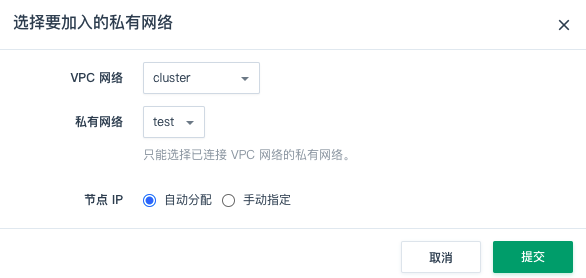 选择要加入的私有网络
VPC 网络 cluster
私有网络 test
只能选择已连接 VPC 网络的私有网络。
节点 IP 自动分配 手动指定
取消 提交